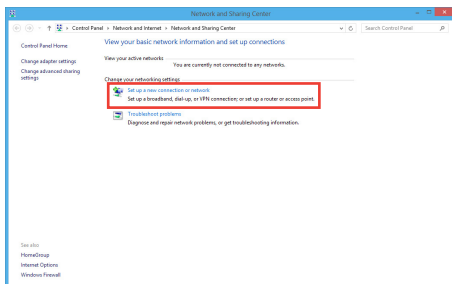 Network and Sharing Center
Control Panel
Network and Internet
Network and Sharing Center
Search Control Panel
Control Panel Home
Change adapter settings
Change advanced sharing
settings
View your basic network information and set up connections
View your active networks
You are currently not connected to any networks.
Change your networking settings
Set up a new connection or network
Set up a broadband, dial-up, or VPN connection; or set up a router or access point.
Troubleshoot problems
Diagnose and repair network problems, or get troubleshooting information.
See also
HomeGroup
Internet Options
Windows Firewall